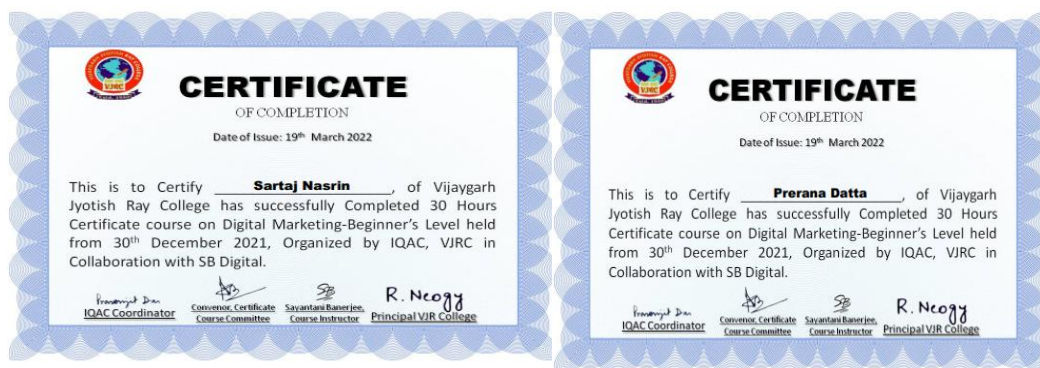 VJRC
CERTIFICATE
OF COMPLETION
Date of Issue: 19th March 2022
This is to Certify Sartaj Nasrin, of Vijaygarh
Jyotish Ray College has successfully Completed 30 Hours
Certificate course on Digital Marketing-Beginner's Level held
from 30th December 2021, Organized by IQAC, VJRC in
Collaboration with SB Digital.
R. Neogy
IQAC Coordinator
Convenor, Certificate
Course Committee
Sayantani Banerjee,
Course Instructor
Principal VJR College
VJRC
CERTIFICATE
OF COMPLETION
Date of Issue: 19th March 2022
This is to Certify Prerana Datta, of Vijaygarh
Jyotish Ray College has successfully Completed 30 Hours
Certificate course on Digital Marketing-Beginner's Level held
from 30th December 2021, Organized by IQAC, VJRC in
Collaboration with SB Digital.
R. Neogy
IQAC Coordinator
Convenor, Certificate
Course Committee
Sayantani Banerjee,
Course Instructor
Principal VJR College